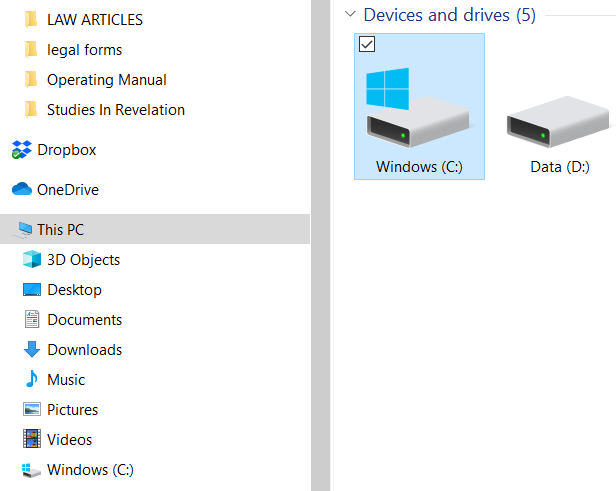 LAW ARTICLES
legal forms
Operating Manual
Studies In Revelation
Dropbox
OneDrive
This PC
3D Objects
Desktop
Documents
Downloads
Music
Pictures
Videos
Windows (C:)
Devices and drives (5)
Windows (C:)
Data (D:)